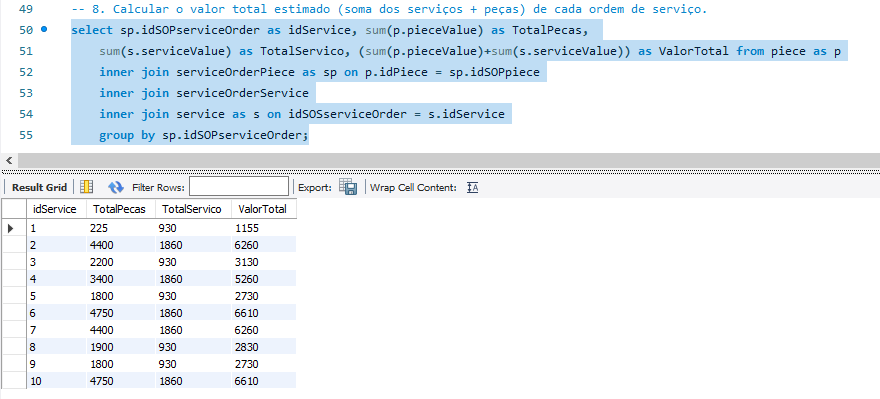 49 -- 8. Calcular o valor total estimado (soma dos serviços + peças) de cada ordem de serviço.
50 select sp.idSOPserviceOrder as idService, sum(p.pieceValue) as TotalPecas,
51 sum(s.serviceValue) as TotalServico, (sum(p.pieceValue)+sum(s.serviceValue)) as ValorTotal from piece as p
52 inner join serviceOrderPiece as sp on p.idPiece = sp.idSOPpiece
53 inner join serviceOrderService
54 inner join service as s on idSOSserviceOrder = s.idService
55 group by sp.idSOPserviceOrder;
Result Grid Filter Rows: Export: Wrap Cell Content:
idService TotalPecas TotalServico ValorTotal
1 225 930 1155
2 4400 1860 6260
3 2200 930 3130
4 3400 1860 5260
5 1800 930 2730
6 4750 1860 6610
7 4400 1860 6260
8 1900 930 2830
9 1800 930 2730
10 4750 1860 6610